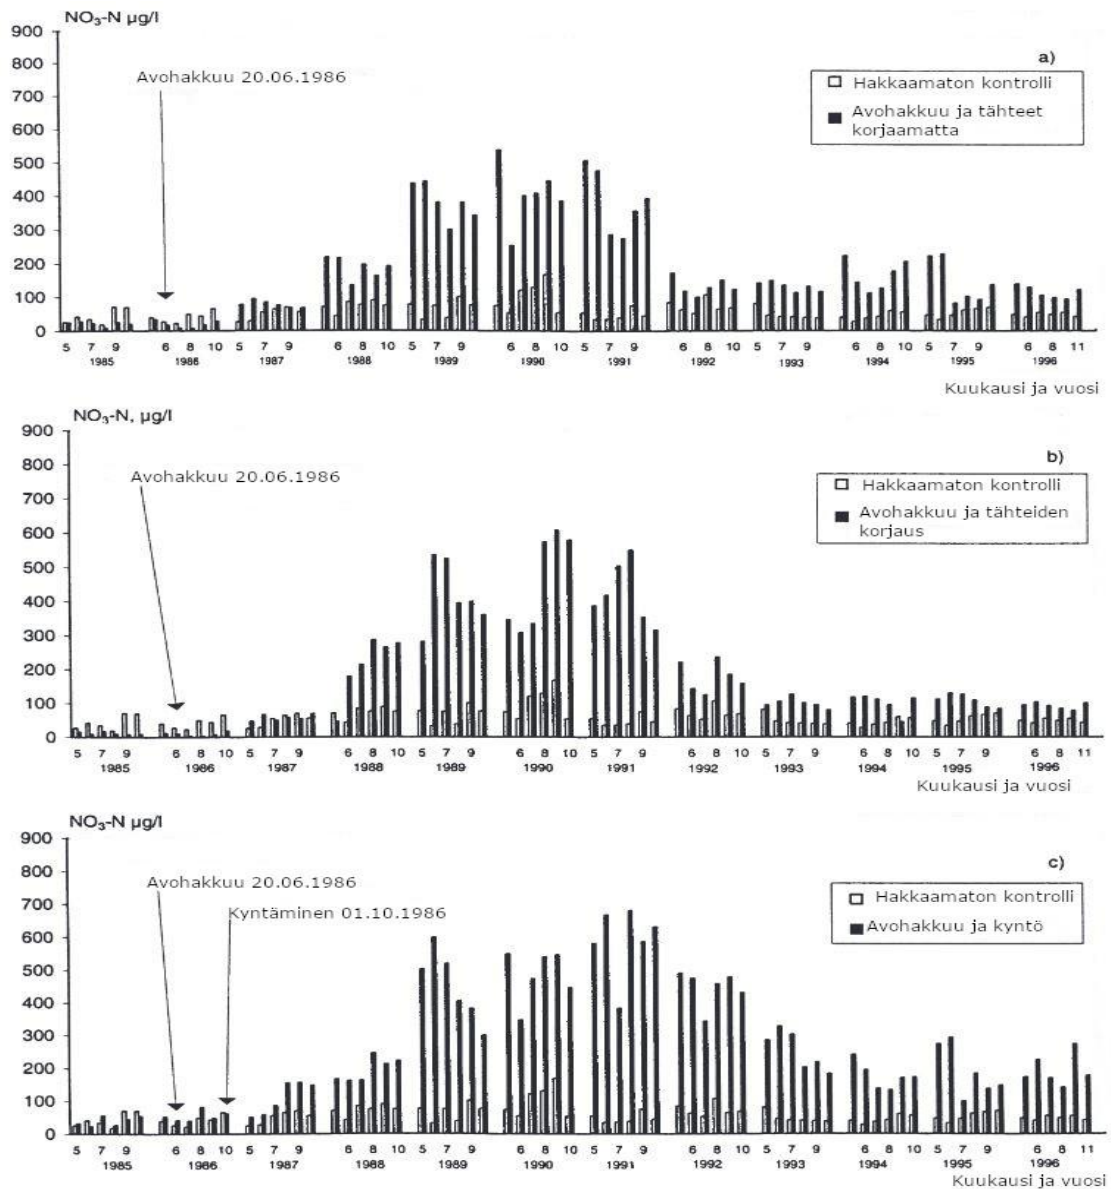 NO₃-N µg/l
900
800
700
600
500
400
300
200
100
0
Avohakkuu 20.06.1986
a)
Hakkaamaton kontrolli
Avohakkuu ja tähteet
korjaamatta
5 7 9 6 8 10 5 7 9 6 8 10 5 7 9 6 8 10 5 7 9 6 8 10 5 7 9 6 8 10 5 7 9 6 8 11
1985 1986 1987 1988 1989 1990 1991 1992 1993 1994 1995 1996
Kuukausi ja vuosi
NO₃-N, µg/l
900
800
700
600
500
400
300
200
100
0
Avohakkuu 20.06.1986
b)
Hakkaamaton kontrolli
Avohakkuu ja tähteiden
korjaus
5 7 9 6 8 10 5 7 9 6 8 10 5 7 9 6 8 10 5 7 9 6 8 10 5 7 9 6 8 10 5 7 9 6 8 11
1985 1986 1987 1988 1989 1990 1991 1992 1993 1994 1995 1996
Kuukausi ja vuosi
NO₃-N µg/l
900
800
700
600
500
400
300
200
100
0
Avohakkuu 20.06.1986
Kyntäminen 01.10.1986
c)
Hakkaamaton kontrolli
Avohakkuu ja kyntö
5 7 9 6 8 10 5 7 9 6 8 10 5 7 9 6 8 10 5 7 9 6 8 10 5 7 9 6 8 10 5 7 9 6 8 11
1985 1986 1987 1988 1989 1990 1991 1992 1993 1994 1995 1996
Kuukausi ja vuosi